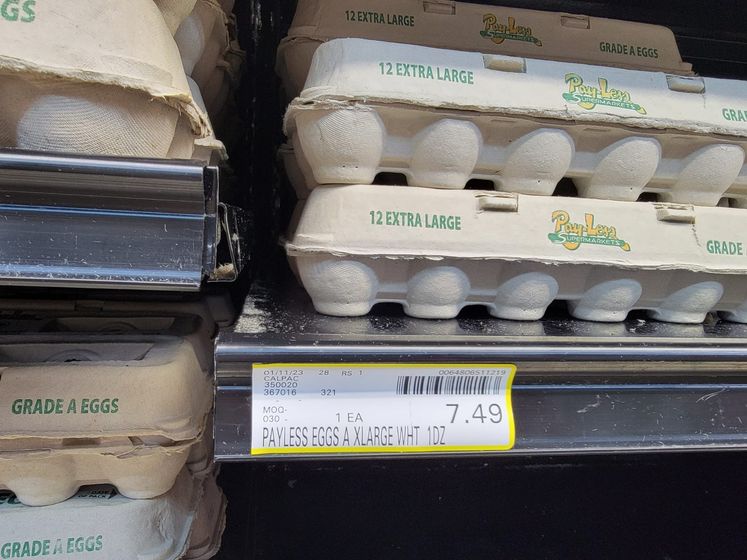 GS
12 EXTRA LARGE
Pay-Less
SUPERMARKETS
GRADE A EGGS
12 EXTRA LARGE
Pay-Less
SUPERMARKETS
GRA
12 EXTRA LARGE
Pay-Less
SUPERMARKETS
GRADE
01/11/23 28 RS 1
CALPAC
350020
367016 321
0064806511219
MOQ-
030 -
1 EA
7.49
PAYLESS EGGS A XLARGE WHT 1DZ
GRADE A EGGS
GRADE A EGGS